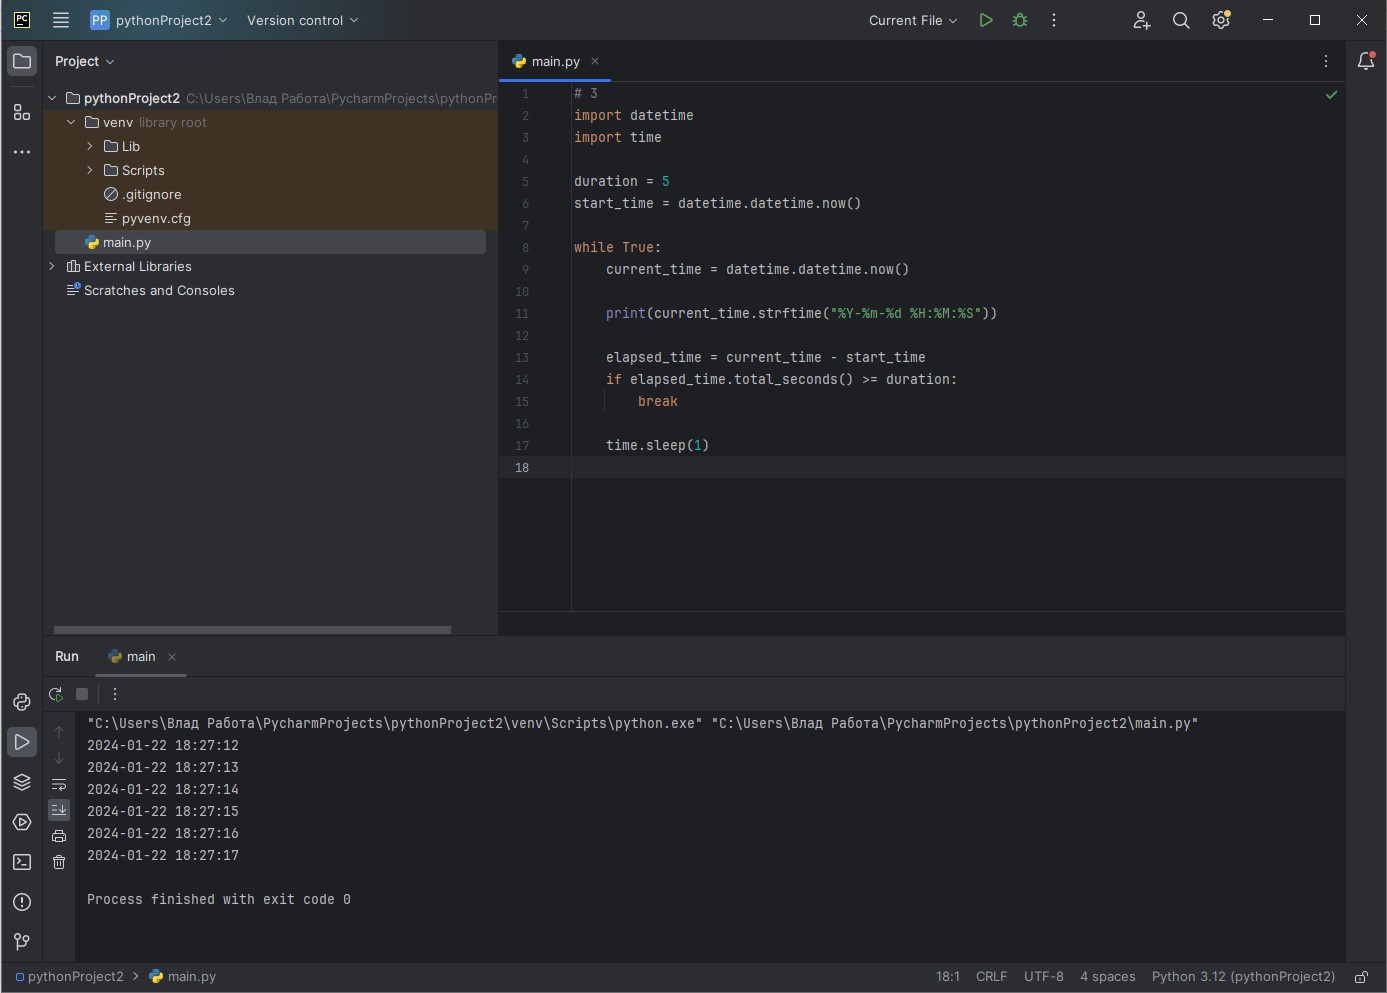 PC
PP pythonProject2
Version control
Current File
Project
pythonProject2 C:\Users\Влад Работа\PycharmProjects\pythonPr
venv library root
Lib
Scripts
.gitignore
pyvenv.cfg
main.py
External Libraries
Scratches and Consoles
main.py
1 # 3
2 import datetime
3 import time
4
5 duration = 5
6 start_time = datetime.datetime.now()
7
8 while True:
9     current_time = datetime.datetime.now()
10
11     print(current_time.strftime("%Y-%m-%d %H:%M:%S"))
12
13     elapsed_time = current_time - start_time
14     if elapsed_time.total_seconds() >= duration:
15         break
16
17     time.sleep(1)
18
Run main
"C:\Users\Влад Работа\PycharmProjects\pythonProject2\venv\Scripts\python.exe" "C:\Users\Влад Работа\PycharmProjects\pythonProject2\main.py"
2024-01-22 18:27:12
2024-01-22 18:27:13
2024-01-22 18:27:14
2024-01-22 18:27:15
2024-01-22 18:27:16
2024-01-22 18:27:17
Process finished with exit code 0
pythonProject2 > main.py
18:1 CRLF UTF-8 4 spaces Python 3.12 (pythonProject2)